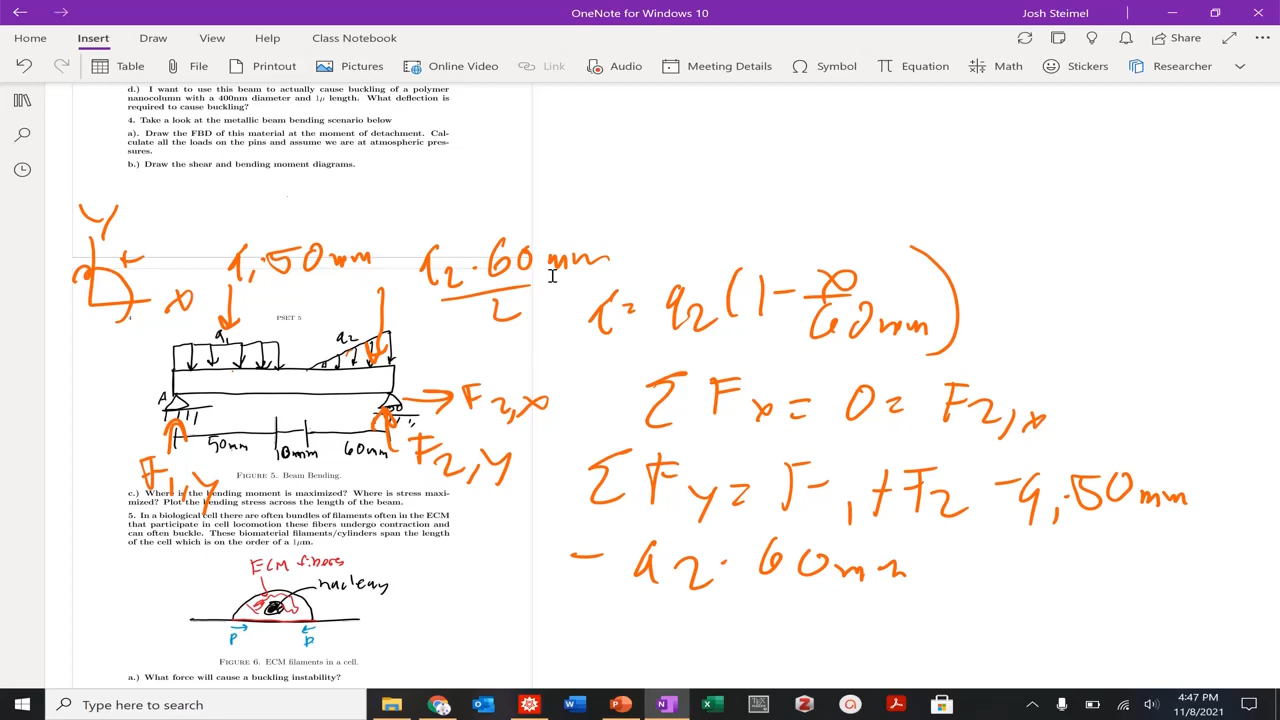 OneNote for Windows 10
Josh Steimel
Home Insert Draw View Help Class Notebook
Share
Table File Printout Pictures Online Video Link Audio Meeting Details Symbol Equation Math Stickers Researcher
d.) I want to use this beam to actually cause buckling of a polymer
nanocolumn with a 400nm diameter and 1μ length. What deflection is
required to cause buckling?
4. Take a look at the metallic beam bending scenario below
a). Draw the FBD of this material at the moment of detachment. Cal-
culate all the loads on the pins and assume we are at atmospheric pres-
sures.
b.) Draw the shear and bending moment diagrams.
Y
+
x
q1·50mm
q2·60mm
2
q= q2(1-x/60mm)
4
PSET 5
q1
q2
A
F2,x
ΣFx=0=F2,x
50mm 10mm 60mm
F1,y
F2,y
ΣFy=F1+F2-q1·50mm
-q2·60mm
Figure 5. Beam Bending.
c.) Where is the bending moment is maximized? Where is stress maxi-
mized? Plot the bending stress across the length of the beam.
5. In a biological cell there are often bundles of filaments often in the ECM
that participate in cell locomotion these fibers undergo contraction and
can often buckle. These biomaterial filaments/cylinders span the length
of the cell which is on the order of a 1μm.
ECM fibers
nucleus
P P
Figure 6. ECM filaments in a cell.
a.) What force will cause a buckling instability?
Type here to search
4:47 PM
11/8/2021